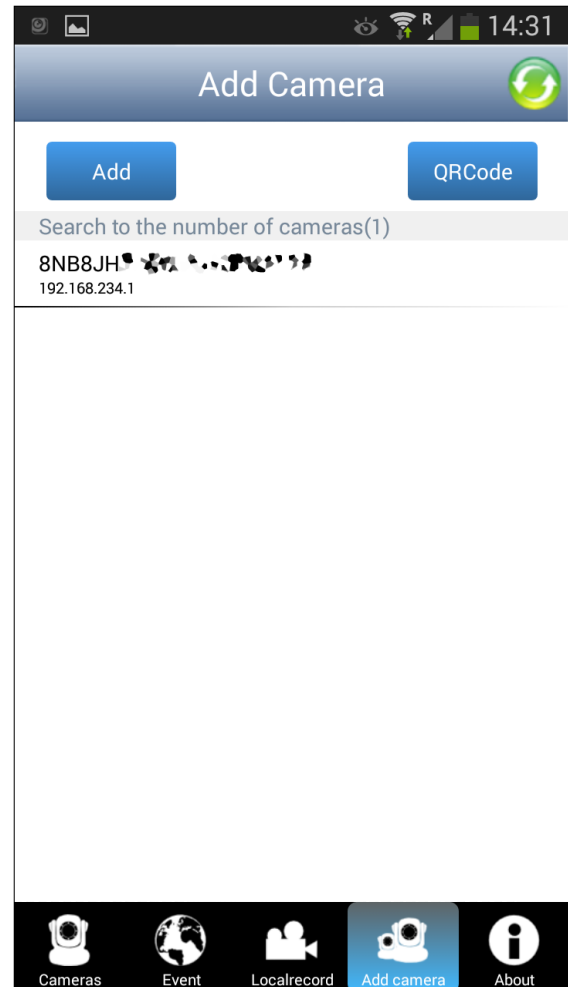 R 14:31
Add Camera
Add QRCode
Search to the number of cameras(1)
8NB8JH
192.168.234.1
Cameras Event Localrecord Add camera About